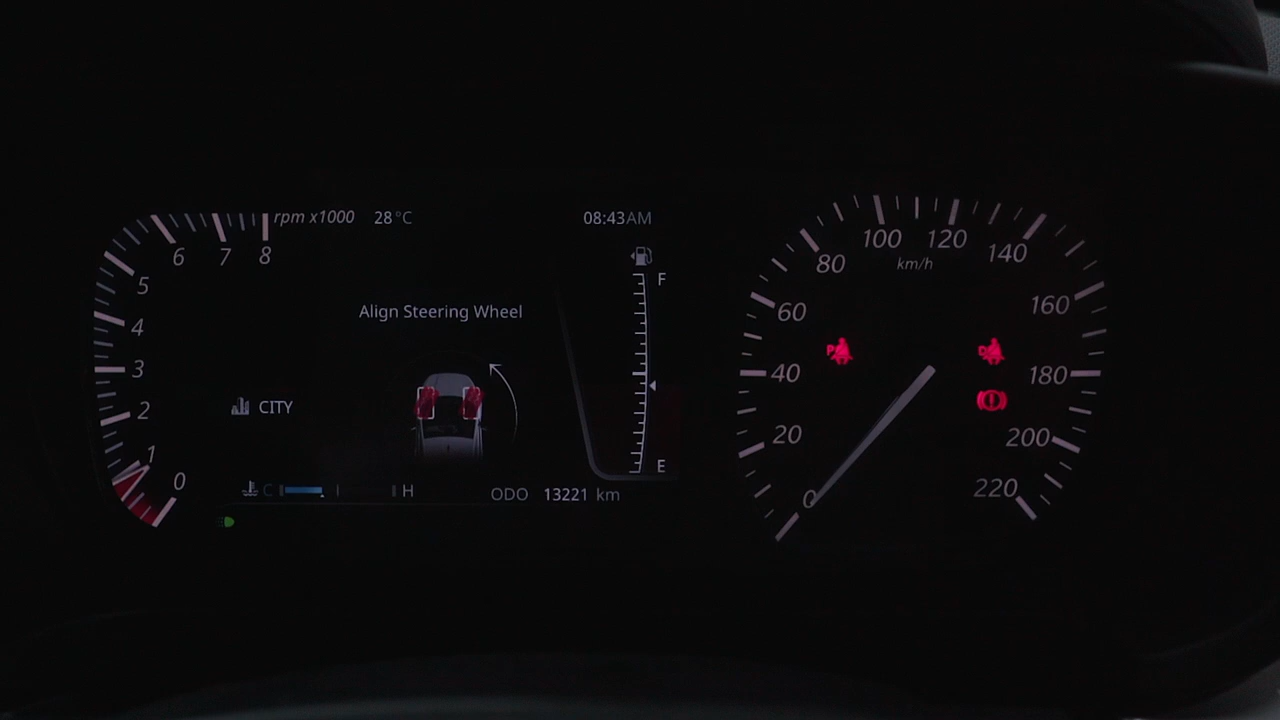 rpm x1000 28°C 08:43AM
0 1 2 3 4 5 6 7 8
F
Align Steering Wheel
CITY
E
C H
ODO 13221 km
0 20 40 60 80 100 120 140 160 180 200 220
km/h
P
D